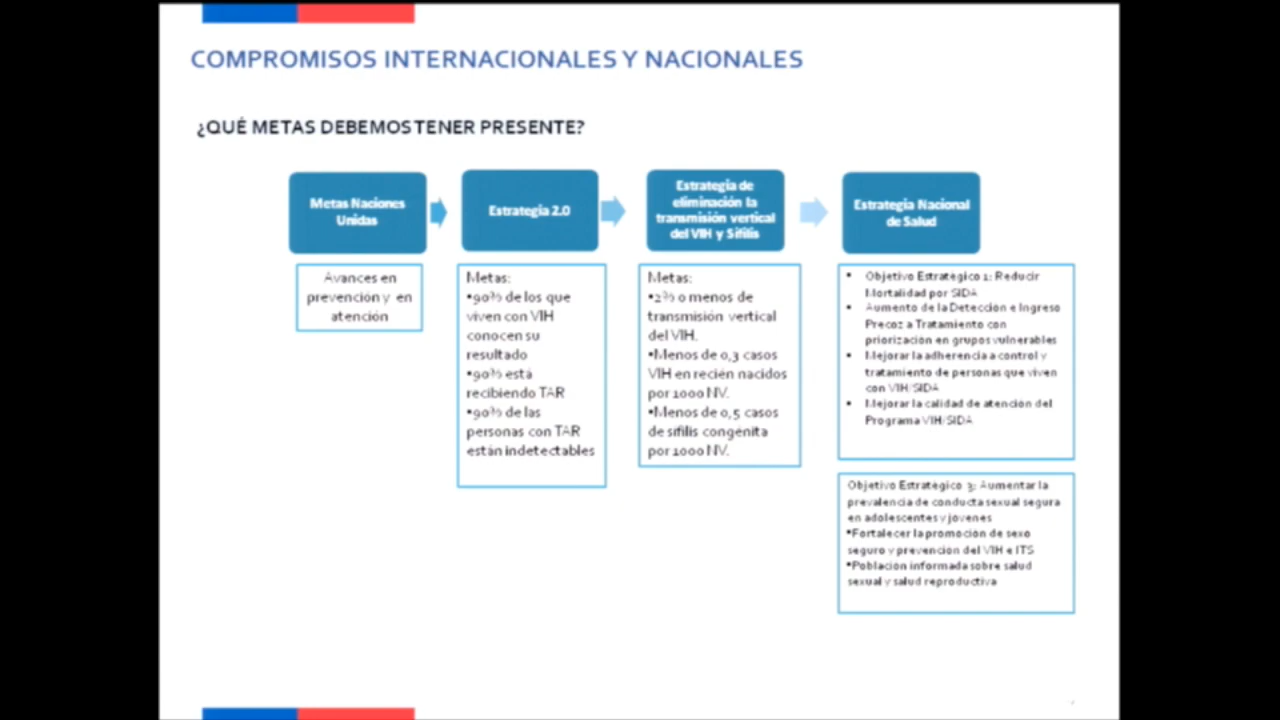 COMPROMISOS INTERNACIONALES Y NACIONALES
¿QUÉ METAS DEBEMOS TENER PRESENTE?
Metas Naciones
Unidas
Avances en
prevención y en
atención
Estrategia 2.0
Metas:
•90% de los que
viven con VIH
conocen su
resultado
•90% está
recibiendo TAR
•90% de las
personas con TAR
están indetectables
Estrategia de
eliminación la
transmisión vertical
del VIH y Sífilis
Metas:
•2% o menos de
transmisión vertical
del VIH.
•Menos de 0,3 casos
VIH en recién nacidos
por 1000 NV.
•Menos de 0,5 casos
de sífilis congenita
por 1000 NV.
Estrategia Nacional
de Salud
▪ Objetivo Estrategico 1: Reducir
Mortalidad por SIDA
▪ Aumento de la Detección e Ingreso
Precoz a Tratamiento con
priorización en grupos vulnerables
▪ Mejorar la adherencia a control y
tratamiento de personas que viven
con VIH/SIDA
▪ Mejorar la calidad de atención del
Programa VIH/SIDA
Objetivo Estrategico 3: Aumentar la
prevalencia de conducta sexual segura
en adolescentes y jovenes
▪Fortalecer la promoción de sexo
seguro y prevención del VIH e ITS
▪Población informada sobre salud
sexual y salud reproductiva